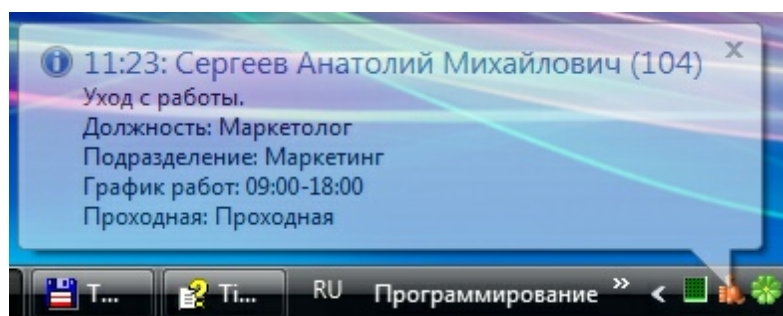 11:23: Сергеев Анатолий Михайлович (104)
Уход с работы.
Должность: Маркетолог
Подразделение: Маркетинг
График работ: 09:00-18:00
Проходная: Проходная
T... Ti... RU Программирование